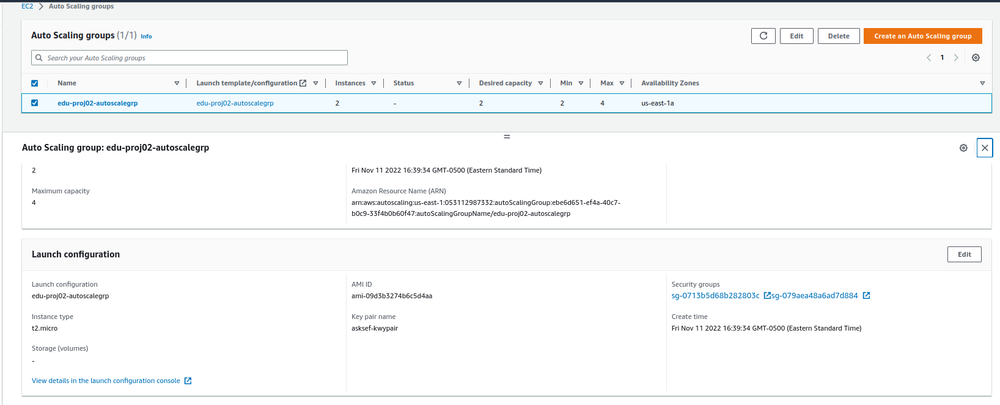 EC2 > Auto Scaling groups
Auto Scaling groups (1/1) Info
Edit Delete Create an Auto Scaling group
Search your Auto Scaling groups
1
Name Launch template/configuration Instances Status Desired capacity Min Max Availability Zones
edu-proj02-autoscalegrp edu-proj02-autoscalegrp 2 - 2 2 4 us-east-1a
Auto Scaling group: edu-proj02-autoscalegrp
2
Maximum capacity
4
Fri Nov 11 2022 16:39:34 GMT-0500 (Eastern Standard Time)
Amazon Resource Name (ARN)
arn:aws:autoscaling:us-east-1:053112987332:autoScalingGroup:ebe6d651-ef4a-40c7-
b0c9-33f4b0b60f47:autoScalingGroupName/edu-proj02-autoscalegrp
Launch configuration
Edit
Launch configuration
edu-proj02-autoscalegrp
Instance type
t2.micro
Storage (volumes)
-
View details in the launch configuration console
AMI ID
ami-09d3b3274b6c5d4aa
Key pair name
asksef-kwypair
Security groups
sg-0713b5d68b282803c sg-079aea48a6ad7d884
Create time
Fri Nov 11 2022 16:39:34 GMT-0500 (Eastern Standard Time)